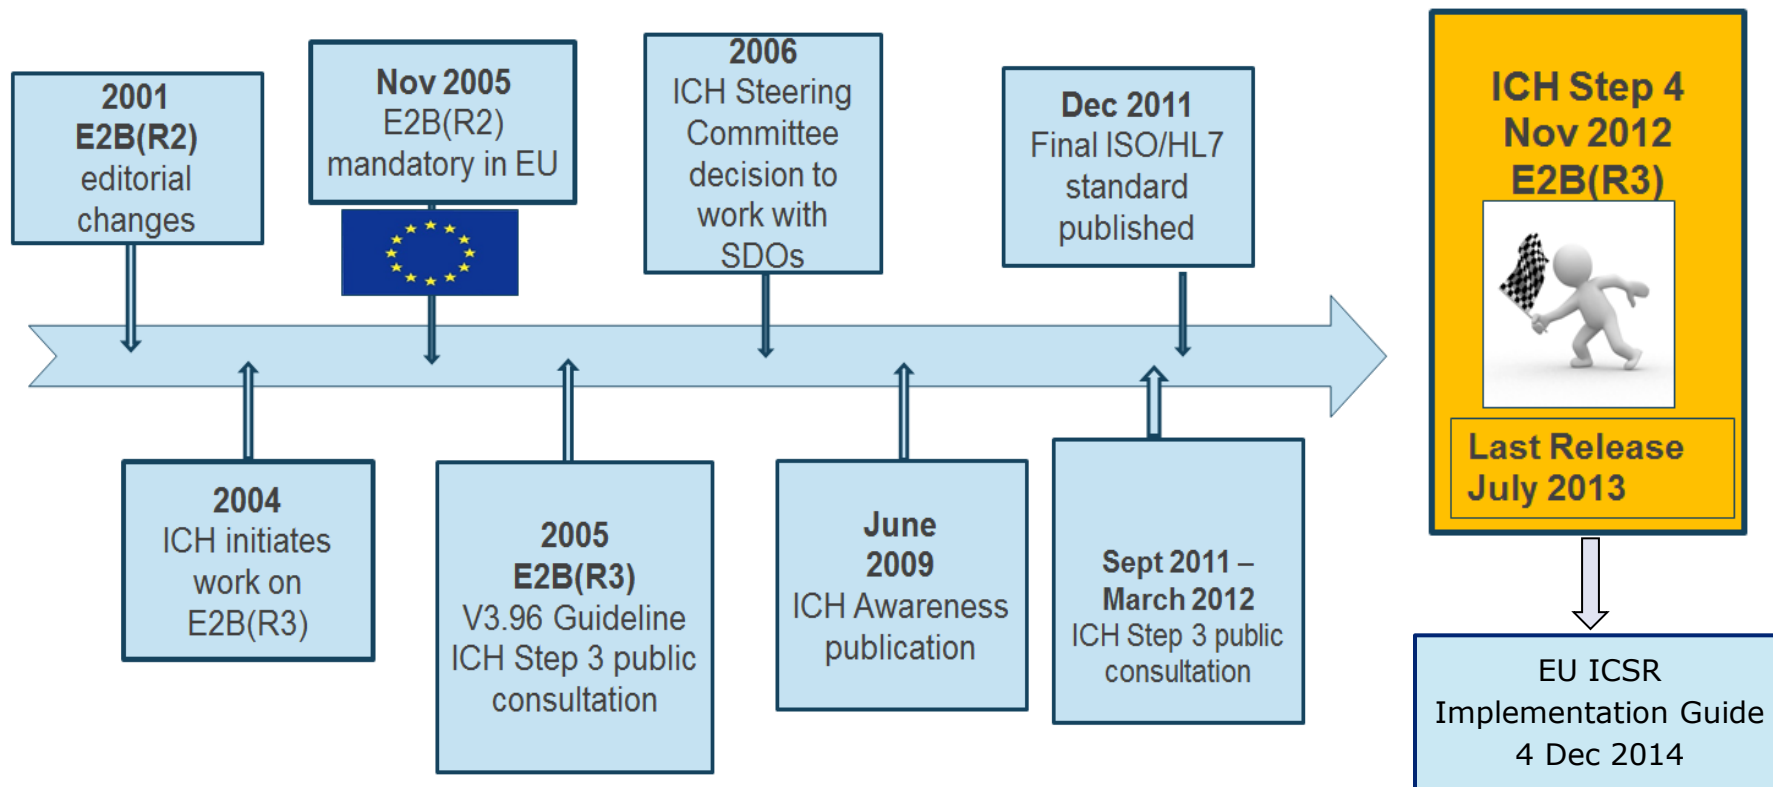 2001
E2B(R2)
editorial
changes
Nov 2005
E2B(R2)
mandatory in EU
2006
ICH Steering
Committee
decision to
work with
SDOs
Dec 2011
Final ISO/HL7
standard
published
ICH Step 4
Nov 2012
E2B(R3)
Last Release
July 2013
2004
ICH initiates
work on
E2B(R3)
2005
E2B(R3)
V3.96 Guideline
ICH Step 3 public
consultation
June
2009
ICH Awareness
publication
Sept 2011 –
March 2012
ICH Step 3 public
consultation
EU ICSR
Implementation Guide
4 Dec 2014